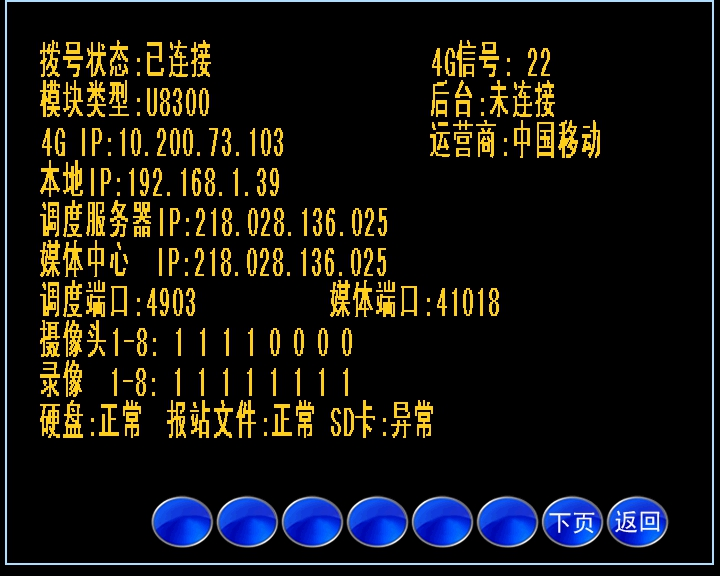 拨号状态:已连接 4G信号: 22
模块类型:U8300 后台:未连接
4G IP:10.200.73.103 运营商:中国移动
本地IP:192.168.1.39
调度服务器IP:218.028.136.025
媒体中心 IP:218.028.136.025
调度端口:4903 媒体端口:41018
摄像头1-8: 1 1 1 1 0 0 0 0
录像 1-8: 1 1 1 1 1 1 1 1
硬盘:正常 报站文件:正常 SD卡:异常
下页 返回